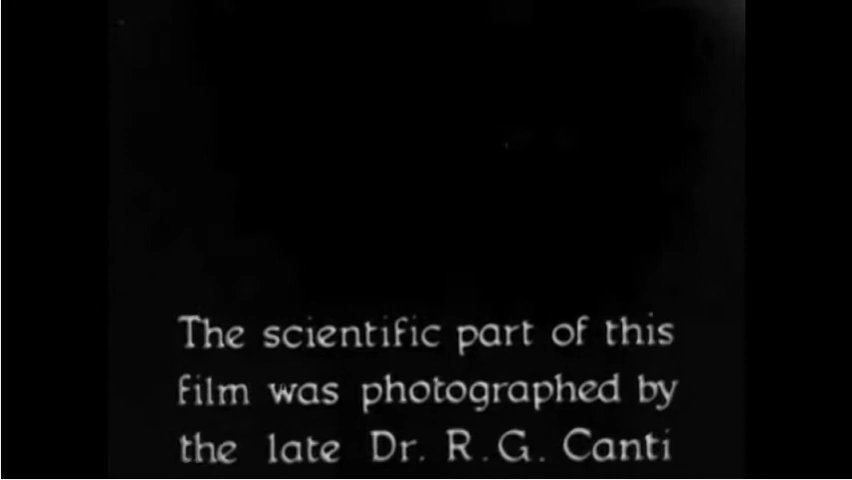 The scientific part of this
film was photographed by
the late Dr. R. G. Canti